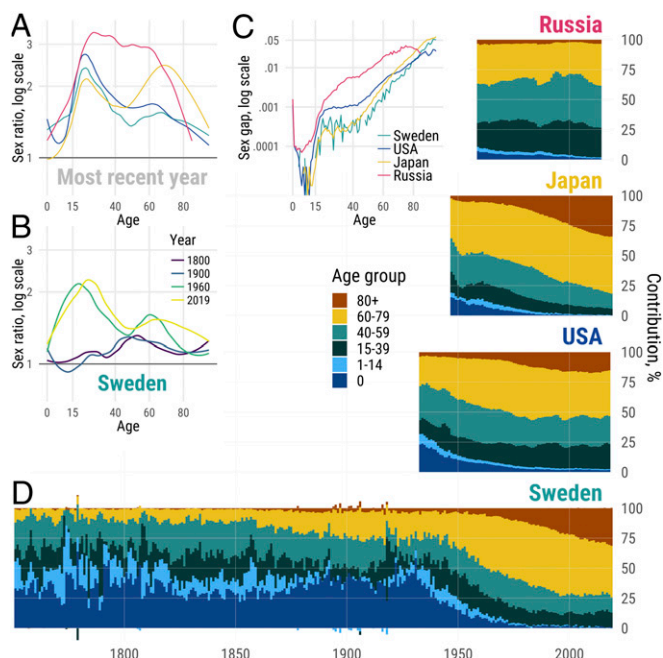 A
Sex ratio, log scale
3
2
1
Most recent year
0 15 40 60 80
Age
B
Sex ratio, log scale
3
2
1
Year
1800
1900
1960
2019
Sweden
0 15 40 60 80
Age
C
Sex gap, log scale
.05
.01
.001
.0001
Sweden
USA
Japan
Russia
0 15 40 60 80
Age
Age group
80+
60-79
40-59
15-39
1-14
0
Russia
100
75
50
25
0
Japan
100
75
50
25
0
USA
100
75
50
25
0
Contribution, %
D
Sweden
100
75
50
25
0
1800 1850 1900 1950 2000